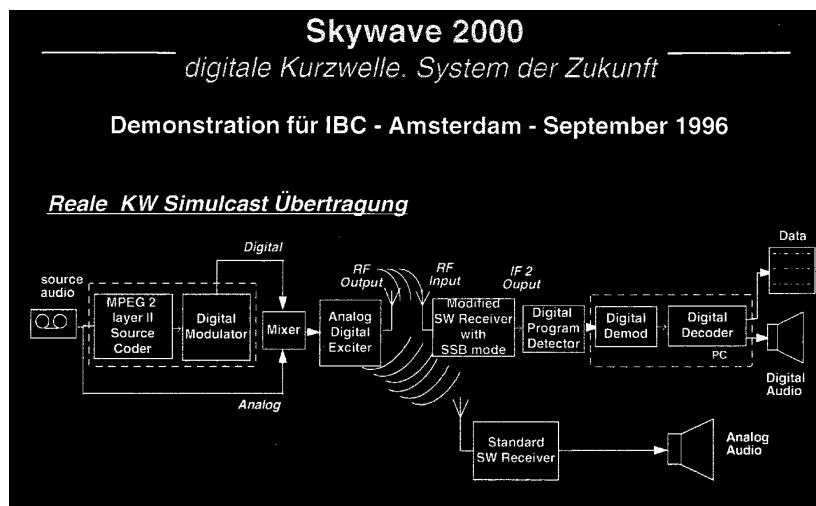 Skywave 2000
digitale Kurzwelle. System der Zukunft
Demonstration für IBC - Amsterdam - September 1996
Reale KW Simulcast Übertragung
source
audio
MPEG 2
layer II
Source
Coder
Digital
Modulator
Digital
Analog
Mixer
Analog
Digital
Exciter
RF
Output
RF
Input
Modified
SW Receiver
with
SSB mode
IF 2
Ouput
Digital
Program
Detector
Digital
Demod
Digital
Decoder
PC
Data
Digital
Audio
Standard
SW Receiver
Analog
Audio